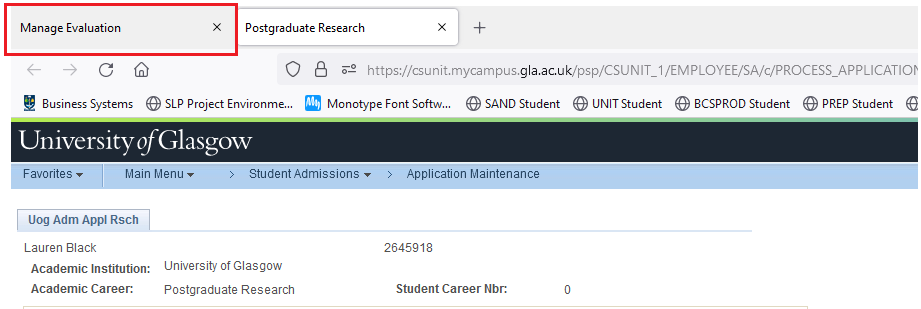 Manage Evaluation
Postgraduate Research
https://csunit.mycampus.gla.ac.uk/psp/CSUNIT_1/EMPLOYEE/SA/c/PROCESS_APPLICATION
Business Systems SLP Project Environme... Monotype Font Softw... SAND Student UNIT Student BCSPROD Student PREP Student
University of Glasgow
Favorites Main Menu > Student Admissions > Application Maintenance
Uog Adm Appl Rsch
Lauren Black 2645918
Academic Institution: University of Glasgow
Academic Career: Postgraduate Research Student Career Nbr: 0